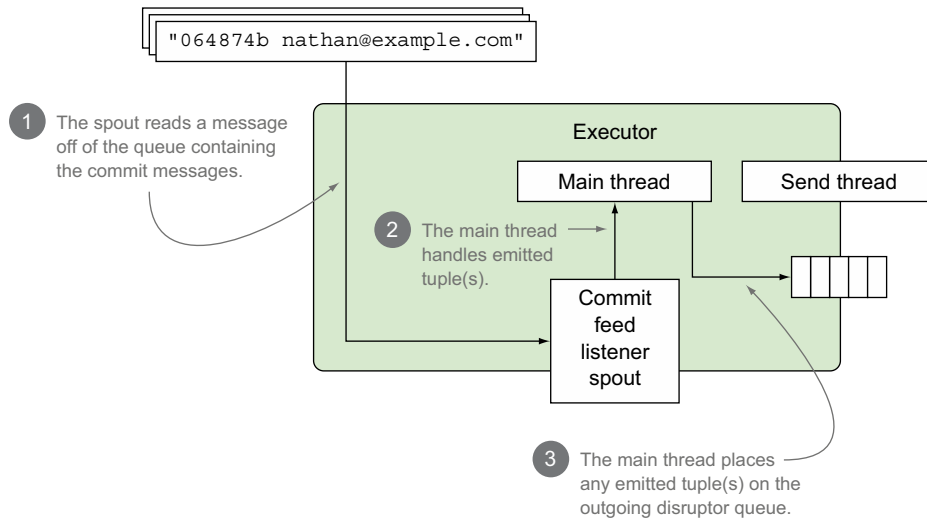 "064874b nathan@example.com"
1
The spout reads a message
off of the queue containing
the commit messages.
Executor
Main thread
Send thread
2
The main thread
handles emitted
tuple(s).
Commit
feed
listener
spout
3
The main thread places
any emitted tuple(s) on the
outgoing disruptor queue.